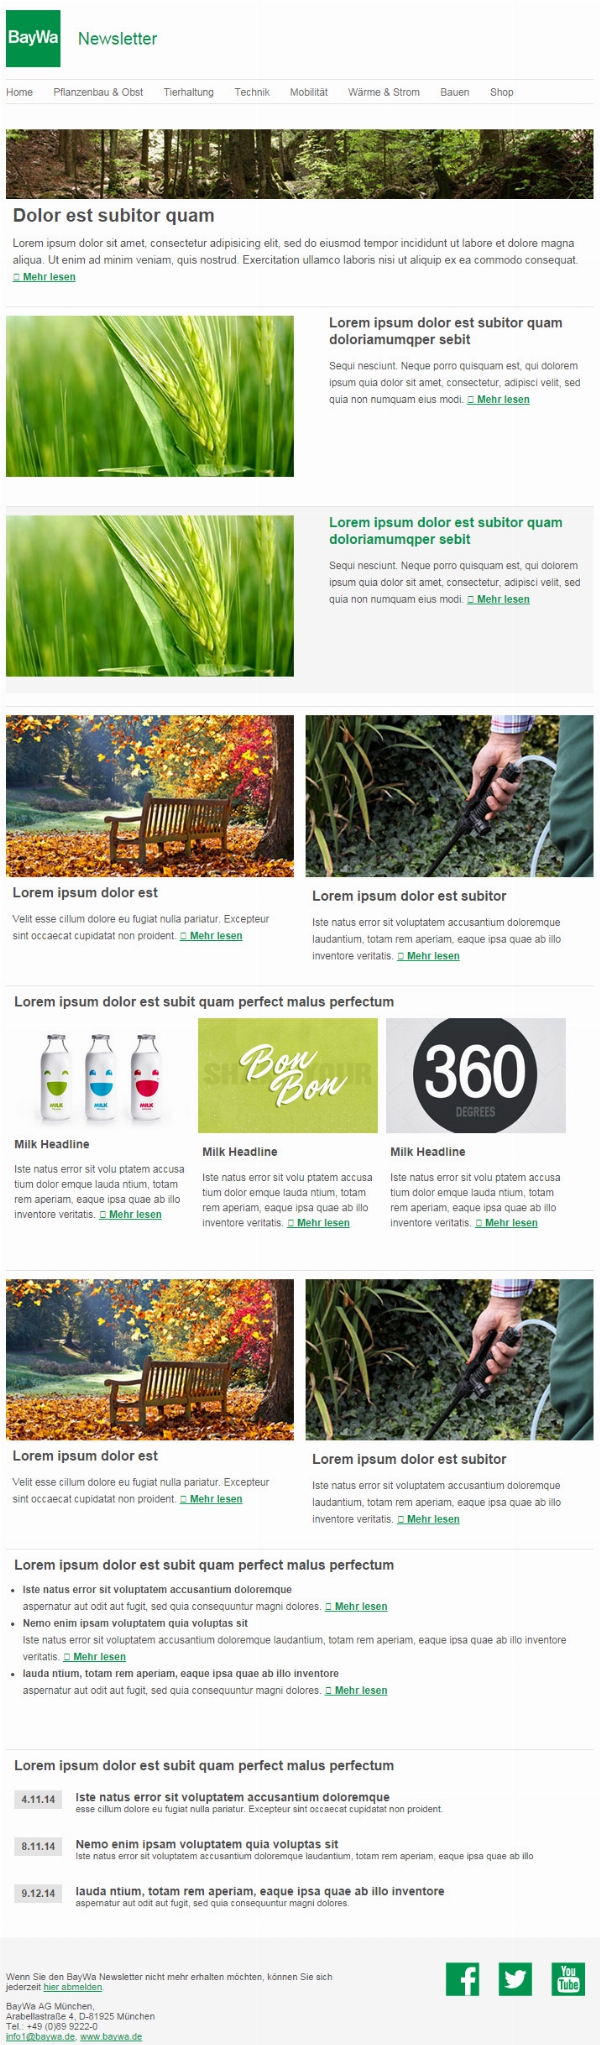 BayWa Newsletter
Home Pflanzenbau & Obst Tierhaltung Technik Mobilität Wärme & Strom Bauen Shop
Dolor est subitor quam
Lorem ipsum dolor sit amet, consectetur adipisicing elit, sed do eiusmod tempor incididunt ut labore et dolore magna
aliqua. Ut enim ad minim veniam, quis nostrud. Exercitation ullamco laboris nisi ut aliquip ex ea commodo consequat.
Mehr lesen
Lorem ipsum dolor est subitor quam
doloriamumqper sebit
Sequi nesciunt. Neque porro quisquam est, qui dolorem
ipsum quia dolor sit amet, consectetur, adipisci velit, sed
quia non numquam eius modi. Mehr lesen
Lorem ipsum dolor est subitor quam
doloriamumqper sebit
Sequi nesciunt. Neque porro quisquam est, qui dolorem
ipsum quia dolor sit amet, consectetur, adipisci velit, sed
quia non numquam eius modi. Mehr lesen
Lorem ipsum dolor est
Velit esse cillum dolore eu fugiat nulla pariatur. Excepteur
sint occaecat cupidatat non proident. Mehr lesen
Lorem ipsum dolor est subitor
Iste natus error sit voluptatem accusantium doloremque
laudantium, totam rem aperiam, eaque ipsa quae ab illo
inventore veritatis. Mehr lesen
Lorem ipsum dolor est subit quam perfect malus perfectum
MILK MILK MILK
Milk Headline
Iste natus error sit volu ptatem accusa
tium dolor emque lauda ntium, totam
rem aperiam, eaque ipsa quae ab illo
inventore veritatis. Mehr lesen
Bon
Bon
Milk Headline
Iste natus error sit volu ptatem accusa
tium dolor emque lauda ntium, totam
rem aperiam, eaque ipsa quae ab illo
inventore veritatis. Mehr lesen
360
DEGREES
Milk Headline
Iste natus error sit volu ptatem accusa
tium dolor emque lauda ntium, totam
rem aperiam, eaque ipsa quae ab illo
inventore veritatis. Mehr lesen
Lorem ipsum dolor est
Velit esse cillum dolore eu fugiat nulla pariatur. Excepteur
sint occaecat cupidatat non proident. Mehr lesen
Lorem ipsum dolor est subitor
Iste natus error sit voluptatem accusantium doloremque
laudantium, totam rem aperiam, eaque ipsa quae ab illo
inventore veritatis. Mehr lesen
Lorem ipsum dolor est subit quam perfect malus perfectum
• Iste natus error sit voluptatem accusantium doloremque
aspernatur aut odit aut fugit, sed quia consequuntur magni dolores. Mehr lesen
• Nemo enim ipsam voluptatem quia voluptas sit
Iste natus error sit voluptatem accusantium doloremque laudantium, totam rem aperiam, eaque ipsa quae ab illo inventore
veritatis. Mehr lesen
• lauda ntium, totam rem aperiam, eaque ipsa quae ab illo inventore
aspernatur aut odit aut fugit, sed quia consequuntur magni dolores. Mehr lesen
Lorem ipsum dolor est subit quam perfect malus perfectum
4.11.14 Iste natus error sit voluptatem accusantium doloremque
esse cillum dolore eu fugiat nulla pariatur. Excepteur sint occaecat cupidatat non proident.
8.11.14 Nemo enim ipsam voluptatem quia voluptas sit
Iste natus error sit voluptatem accusantium doloremque laudantium, totam rem aperiam, eaque ipsa quae ab illo
9.12.14 lauda ntium, totam rem aperiam, eaque ipsa quae ab illo inventore
aspernatur aut odit aut fugit, sed quia consequuntur magni dolores.
Wenn Sie den BayWa Newsletter nicht mehr erhalten möchten, können Sie sich
jederzeit hier abmelden.
BayWa AG München,
Arabellastraße 4, D-81925 München
Tel.: +49 (0)89 9222-0
info1@baywa.de, www.baywa.de
You
Tube